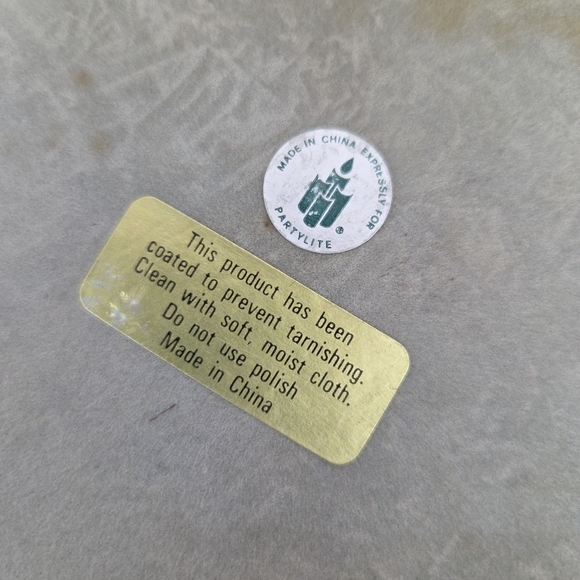 MADE IN CHINA EXPRESSLY FOR
PARTYLITE
This product has been
coated to prevent tarnishing.
Clean with soft, moist cloth.
Do not use polish
Made in China